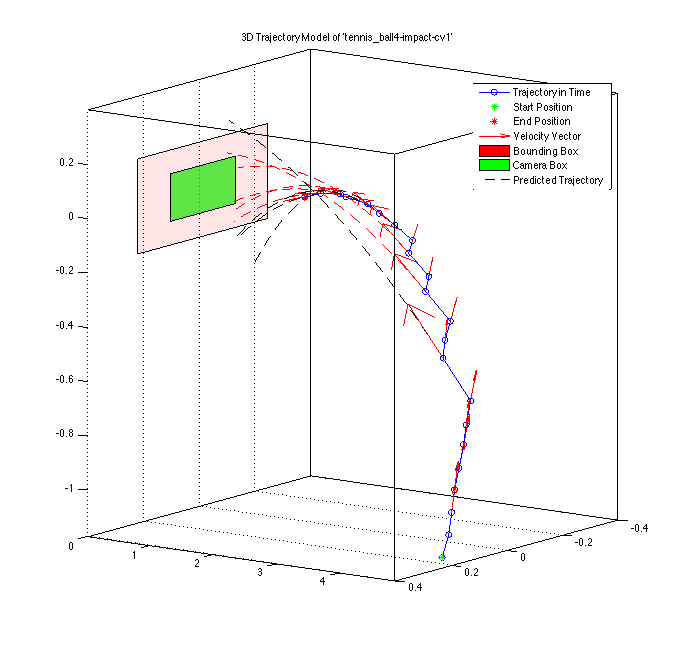 3D Trajectory Model of 'tennis_ball4-impact-cv1'
Trajectory in Time
Start Position
End Position
Velocity Vector
Bounding Box
Camera Box
Predicted Trajectory
0.2
0
-0.2
-0.4
-0.6
-0.8
-1
0
1
2
3
4
0.4
0.2
0
-0.2
-0.4